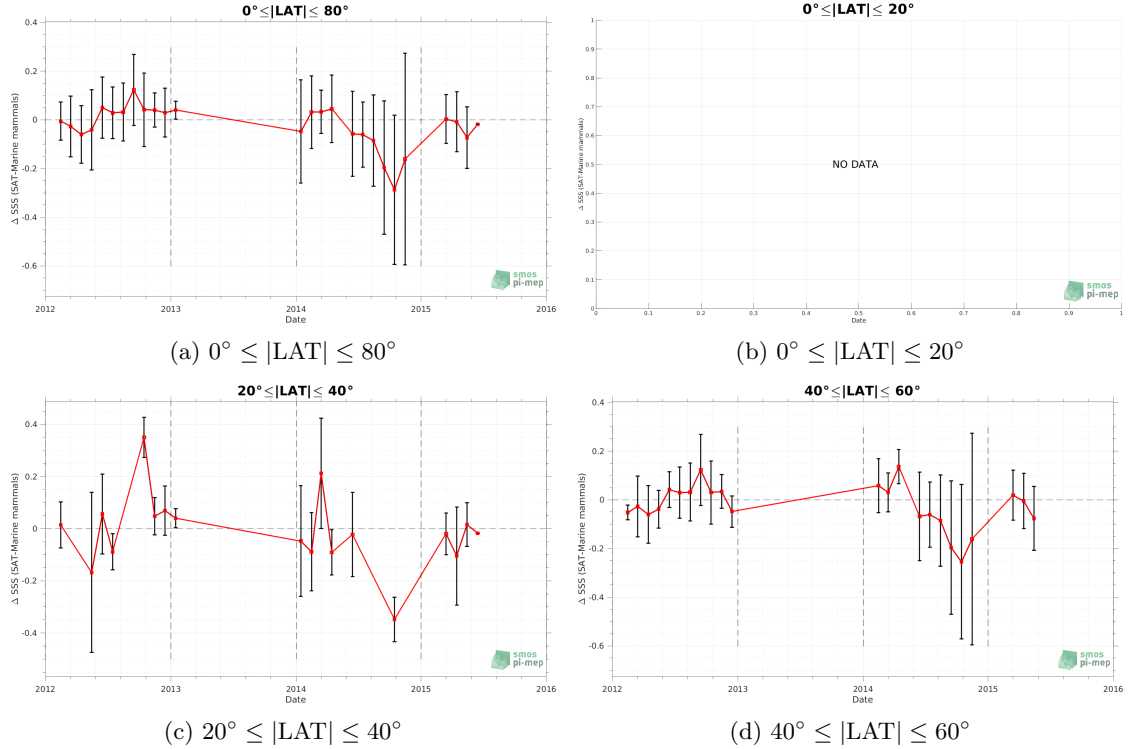 0°≤|LAT|≤ 80°
0.4
0.2
0
-0.2
-0.4
-0.6
Δ SSS (SAT-Marine mammals)
2012
2013
2014
2015
2016
Date
smos
pi-mep
(a) 0° ≤ |LAT| ≤ 80°
0°≤|LAT|≤ 20°
1
0.9
0.8
0.7
0.6
0.5
0.4
0.3
0.2
0.1
0
Δ SSS (SAT-Marine mammals)
NO DATA
0
0.1
0.2
0.3
0.4
0.5
0.6
0.7
0.8
0.9
1
Date
smos
pi-mep
(b) 0° ≤ |LAT| ≤ 20°
20°≤|LAT|≤ 40°
0.4
0.2
0
-0.2
-0.4
Δ SSS (SAT-Marine mammals)
2012
2013
2014
2015
2016
Date
smos
pi-mep
(c) 20° ≤ |LAT| ≤ 40°
40°≤|LAT|≤ 60°
0.4
0.2
0
-0.2
-0.4
-0.6
Δ SSS (SAT-Marine mammals)
2012
2013
2014
2015
2016
Date
smos
pi-mep
(d) 40° ≤ |LAT| ≤ 60°